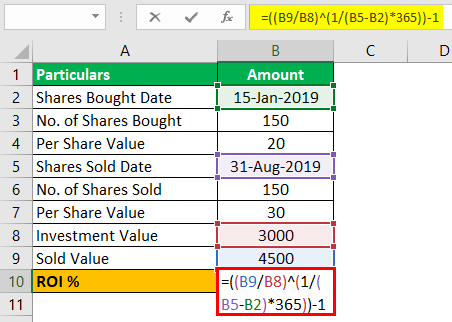 =((B9/B8)^(1/(B5-B2)*365))-1
A B C D
1 Particulars Amount
2 Shares Bought Date 15-Jan-2019
3 No. of Shares Bought 150
4 Per Share Value 20
5 Shares Sold Date 31-Aug-2019
6 No. of Shares Sold 150
7 Per Share Value 30
8 Investment Value 3000
9 Sold Value 4500
10 ROI % =((B9/B8)^(1/(
11 B5-B2)*365))-1